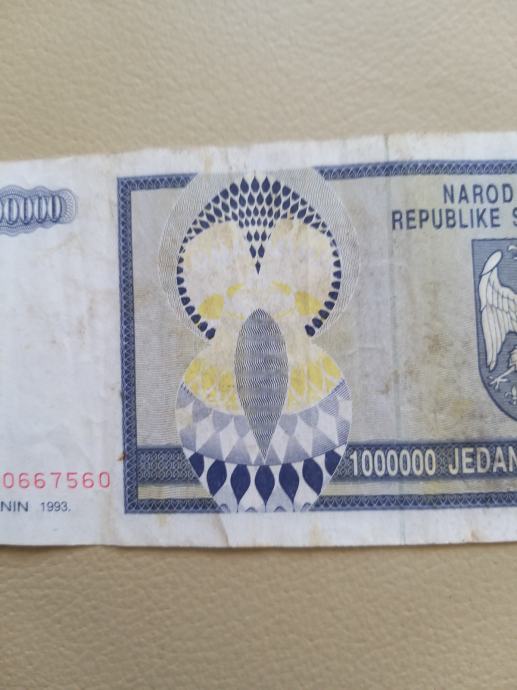 00000
NAROD
REPUBLIKE S
0667560
NIN 1993.
1000000 JEDAN